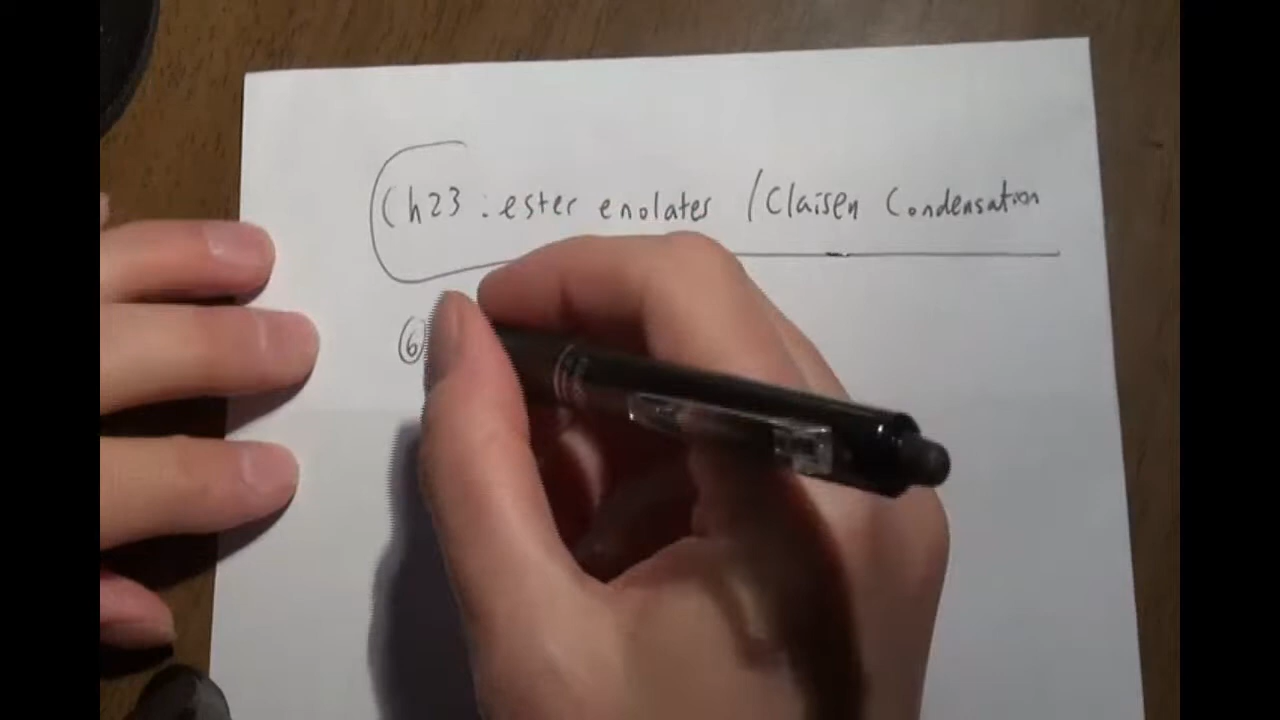 Ch23 : ester enolates / Claisen Condensation
6